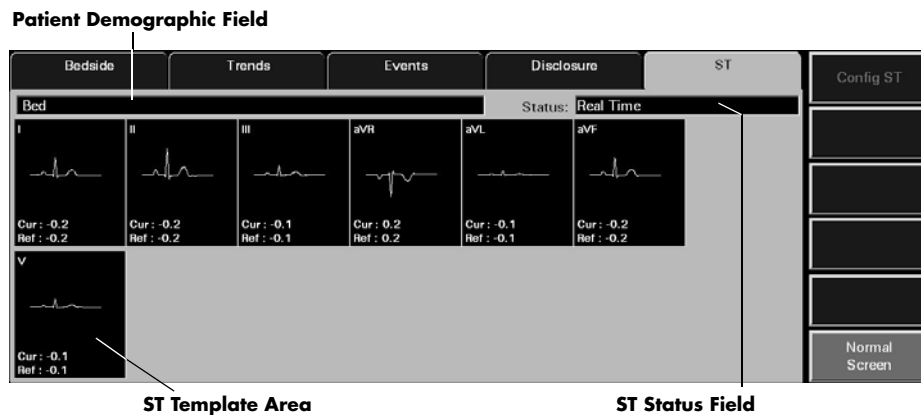 Patient Demographic Field
Bedside Trends Events Disclosure ST
Config ST
Bed Status: Real Time
I II III aVR aVL aVF
Cur : -0.2 Cur : -0.2 Cur : -0.1 Cur : 0.2 Cur : -0.1 Cur : -0.2
Ref : -0.2 Ref : -0.2 Ref : -0.1 Ref : 0.2 Ref : -0.1 Ref : -0.2
V
Cur : -0.1
Ref : -0.1
Normal
Screen
ST Template Area ST Status Field